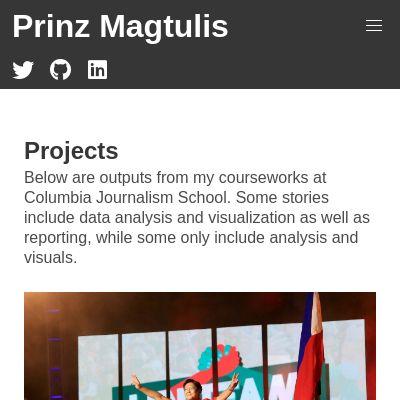 Prinz Magtulis
Projects
Below are outputs from my courseworks at
Columbia Journalism School. Some stories
include data analysis and visualization as well as
reporting, while some only include analysis and
visuals.